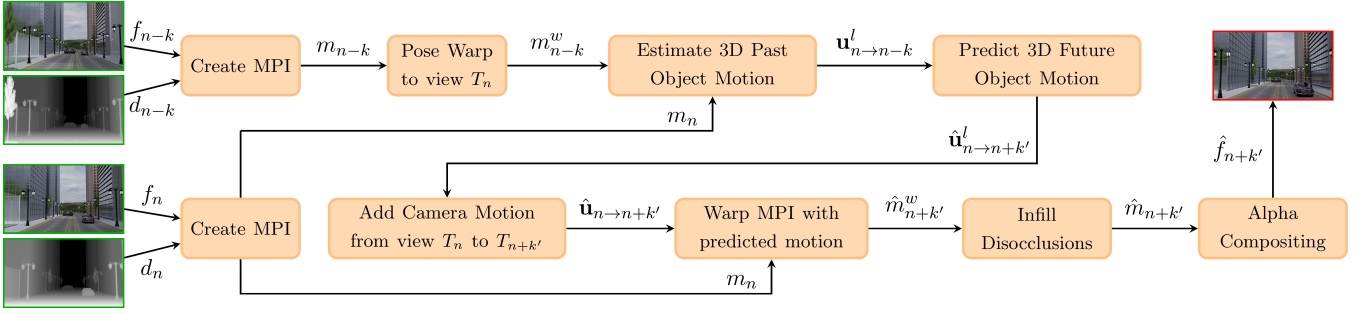 f_{n-k}
d_{n-k}
Create MPI
m_{n-k}
Pose Warp
to view T_n
m^w_{n-k}
Estimate 3D Past
Object Motion
u^l_{n→n-k}
Predict 3D Future
Object Motion
m_n
û^l_{n→n+k′}
f_n
d_n
Create MPI
Add Camera Motion
from view T_n to T_{n+k′}
û_{n→n+k′}
Warp MPI with
predicted motion
m_n
m̂^w_{n+k′}
Infill
Disocclusions
m̂_{n+k′}
Alpha
Compositing
f̂_{n+k′}